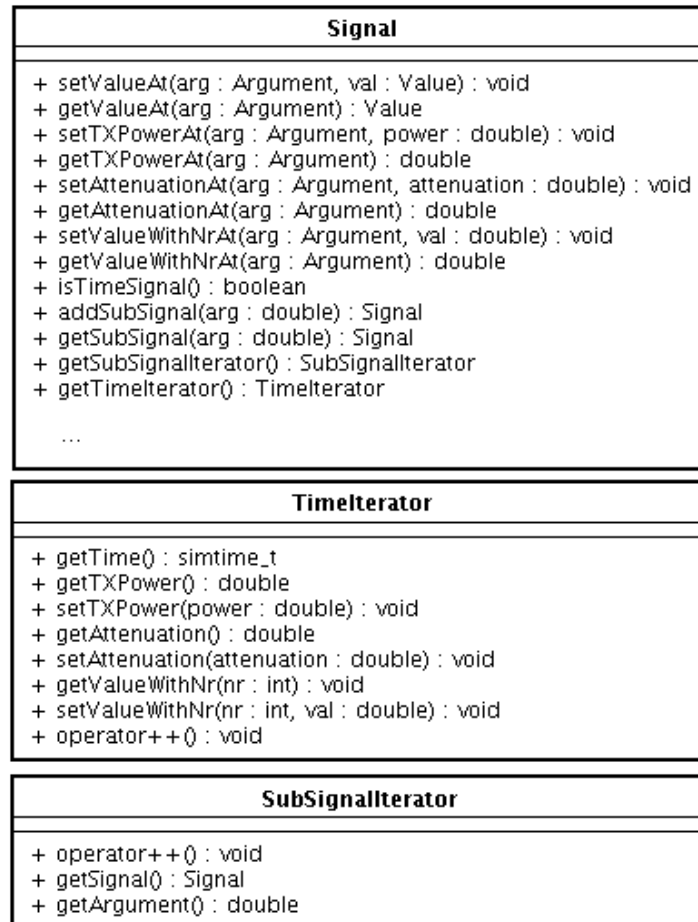 Signal
+ setValueAt(arg : Argument, val : Value) : void
+ getValueAt(arg : Argument) : Value
+ setTXPowerAt(arg : Argument, power : double) : void
+ getTXPowerAt(arg : Argument) : double
+ setAttenuationAt(arg : Argument, attenuation : double) : void
+ getAttenuationAt(arg : Argument) : double
+ setValueWithNrAt(arg : Argument, val : double) : void
+ getValueWithNrAt(arg : Argument) : double
+ isTimeSignal() : boolean
+ addSubSignal(arg : double) : Signal
+ getSubSignal(arg : double) : Signal
+ getSubSignalIterator() : SubSignalIterator
+ getTimeIterator() : TimeIterator
...
TimeIterator
+ getTime() : simtime_t
+ getTXPower() : double
+ setTXPower(power : double) : void
+ getAttenuation() : double
+ setAttenuation(attenuation : double) : void
+ getValueWithNr(nr : int) : void
+ setValueWithNr(nr : int, val : double) : void
+ operator++() : void
SubSignalIterator
+ operator++() : void
+ getSignal() : Signal
+ getArgument() : double